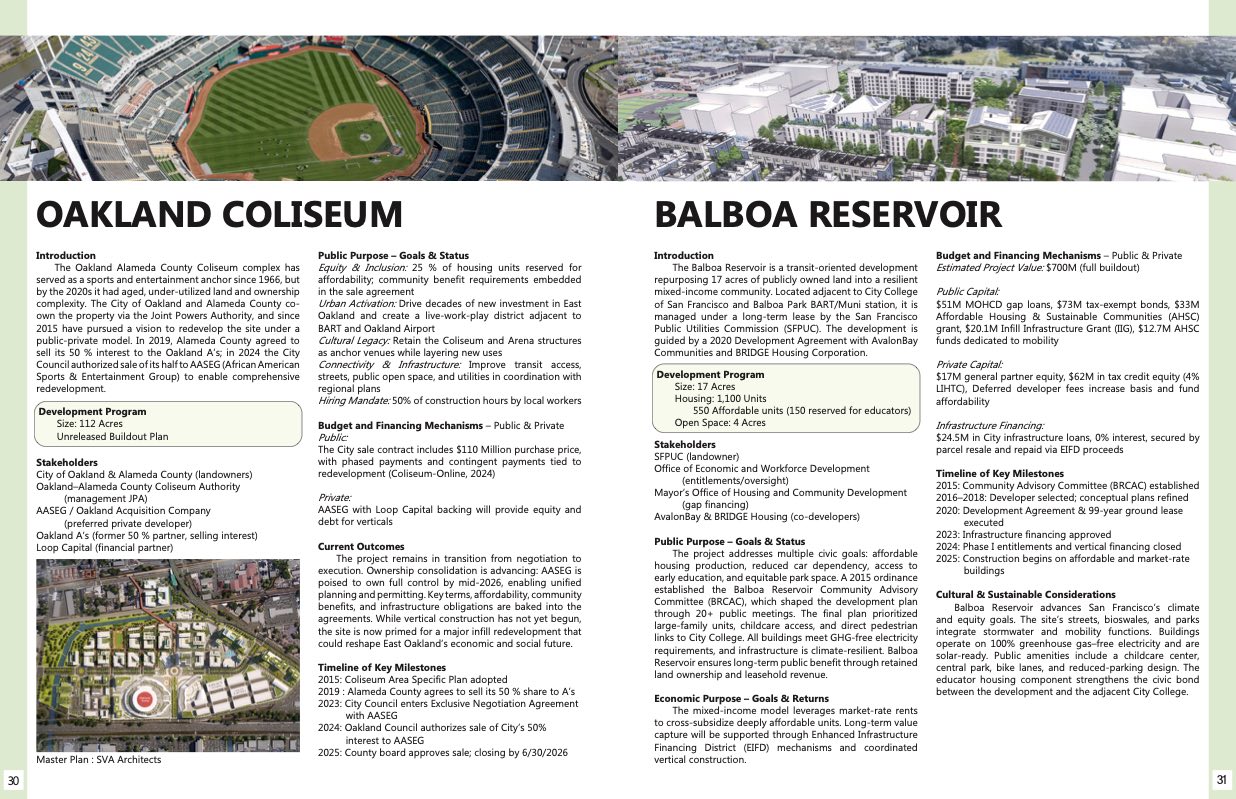 OAKLAND COLISEUM
Introduction
The Oakland Alameda County Coliseum complex has
served as a sports and entertainment anchor since 1966, but
by the 2020s it had aged, under-utilized land and ownership
complexity. The City of Oakland and Alameda County co-
own the property via the Joint Powers Authority, and since
2015 have pursued a vision to redevelop the site under a
public-private model. In 2019, Alameda County agreed to
sell its 50 % interest to the Oakland A's; in 2024 the City
Council authorized sale of its half to AASEG (African American
Sports & Entertainment Group) to enable comprehensive
redevelopment.
Development Program
Size: 112 Acres
Unreleased Buildout Plan
Stakeholders
City of Oakland & Alameda County (landowners)
Oakland–Alameda County Coliseum Authority
(management JPA)
AASEG / Oakland Acquisition Company
(preferred private developer)
Oakland A's (former 50 % partner, selling interest)
Loop Capital (financial partner)
Master Plan : SVA Architects
30
Public Purpose – Goals & Status
Equity & Inclusion: 25 % of housing units reserved for
affordability; community benefit requirements embedded
in the sale agreement
Urban Activation: Drive decades of new investment in East
Oakland and create a live-work-play district adjacent to
BART and Oakland Airport
Cultural Legacy: Retain the Coliseum and Arena structures
as anchor venues while layering new uses
Connectivity & Infrastructure: Improve transit access,
streets, public open space, and utilities in coordination with
regional plans
Hiring Mandate: 50% of construction hours by local workers
Budget and Financing Mechanisms – Public & Private
Public:
The City sale contract includes $110 Million purchase price,
with phased payments and contingent payments tied to
redevelopment (Coliseum-Online, 2024)
Private:
AASEG with Loop Capital backing will provide equity and
debt for verticals
Current Outcomes
The project remains in transition from negotiation to
execution. Ownership consolidation is advancing: AASEG is
poised to own full control by mid-2026, enabling unified
planning and permitting. Key terms, affordability, community
benefits, and infrastructure obligations are baked into the
agreements. While vertical construction has not yet begun,
the site is now primed for a major infill redevelopment that
could reshape East Oakland's economic and social future.
Timeline of Key Milestones
2015: Coliseum Area Specific Plan adopted
2019 : Alameda County agrees to sell its 50 % share to A's
2023: City Council enters Exclusive Negotiation Agreement
with AASEG
2024: Oakland Council authorizes sale of City's 50%
interest to AASEG
2025: County board approves sale; closing by 6/30/2026
BALBOA RESERVOIR
Introduction
The Balboa Reservoir is a transit-oriented development
repurposing 17 acres of publicly owned land into a resilient
mixed-income community. Located adjacent to City College
of San Francisco and Balboa Park BART/Muni station, it is
managed under a long-term lease by the San Francisco
Public Utilities Commission (SFPUC). The development is
guided by a 2020 Development Agreement with AvalonBay
Communities and BRIDGE Housing Corporation.
Development Program
Size: 17 Acres
Housing: 1,100 Units
550 Affordable units (150 reserved for educators)
Open Space: 4 Acres
Stakeholders
SFPUC (landowner)
Office of Economic and Workforce Development
(entitlements/oversight)
Mayor's Office of Housing and Community Development
(gap financing)
AvalonBay & BRIDGE Housing (co-developers)
Public Purpose – Goals & Status
The project addresses multiple civic goals: affordable
housing production, reduced car dependency, access to
early education, and equitable park space. A 2015 ordinance
established the Balboa Reservoir Community Advisory
Committee (BRCAC), which shaped the development plan
through 20+ public meetings. The final plan prioritized
large-family units, childcare access, and direct pedestrian
links to City College. All buildings meet GHG-free electricity
requirements, and infrastructure is climate-resilient. Balboa
Reservoir ensures long-term public benefit through retained
land ownership and leasehold revenue.
Economic Purpose – Goals & Returns
The mixed-income model leverages market-rate rents
to cross-subsidize deeply affordable units. Long-term value
capture will be supported through Enhanced Infrastructure
Financing District (EIFD) mechanisms and coordinated
vertical construction.
Budget and Financing Mechanisms – Public & Private
Estimated Project Value: $700M (full buildout)
Public Capital:
$51M MOHCD gap loans, $73M tax-exempt bonds, $33M
Affordable Housing & Sustainable Communities (AHSC)
grant, $20.1M Infill Infrastructure Grant (IIG), $12.7M AHSC
funds dedicated to mobility
Private Capital:
$17M general partner equity, $62M in tax credit equity (4%
LIHTC), Deferred developer fees increase basis and fund
affordability
Infrastructure Financing:
$24.5M in City infrastructure loans, 0% interest, secured by
parcel resale and repaid via EIFD proceeds
Timeline of Key Milestones
2015: Community Advisory Committee (BRCAC) established
2016–2018: Developer selected; conceptual plans refined
2020: Development Agreement & 99-year ground lease
executed
2023: Infrastructure financing approved
2024: Phase I entitlements and vertical financing closed
2025: Construction begins on affordable and market-rate
buildings
Cultural & Sustainable Considerations
Balboa Reservoir advances San Francisco's climate
and equity goals. The site's streets, bioswales, and parks
integrate stormwater and mobility functions. Buildings
operate on 100% greenhouse gas–free electricity and are
solar-ready. Public amenities include a childcare center,
central park, bike lanes, and reduced-parking design. The
educator housing component strengthens the civic bond
between the development and the adjacent City College.
31